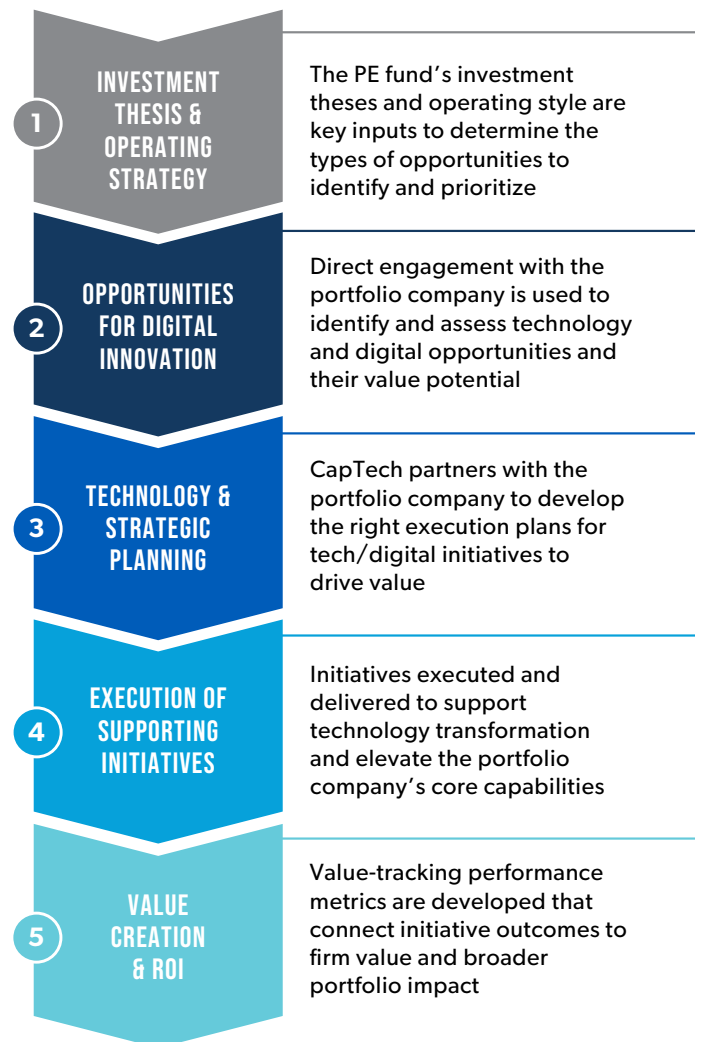 1
INVESTMENT
THESIS &
OPERATING
STRATEGY
The PE fund’s investment
theses and operating style are
key inputs to determine the
types of opportunities to
identify and prioritize
2
OPPORTUNITIES
FOR DIGITAL
INNOVATION
Direct engagement with the
portfolio company is used to
identify and assess technology
and digital opportunities and
their value potential
3
TECHNOLOGY &
STRATEGIC
PLANNING
CapTech partners with the
portfolio company to develop
the right execution plans for
tech/digital initiatives to
drive value
4
EXECUTION OF
SUPPORTING
INITIATIVES
Initiatives executed and
delivered to support
technology transformation
and elevate the portfolio
company’s core capabilities
5
VALUE
CREATION
& ROI
Value-tracking performance
metrics are developed that
connect initiative outcomes to
firm value and broader
portfolio impact